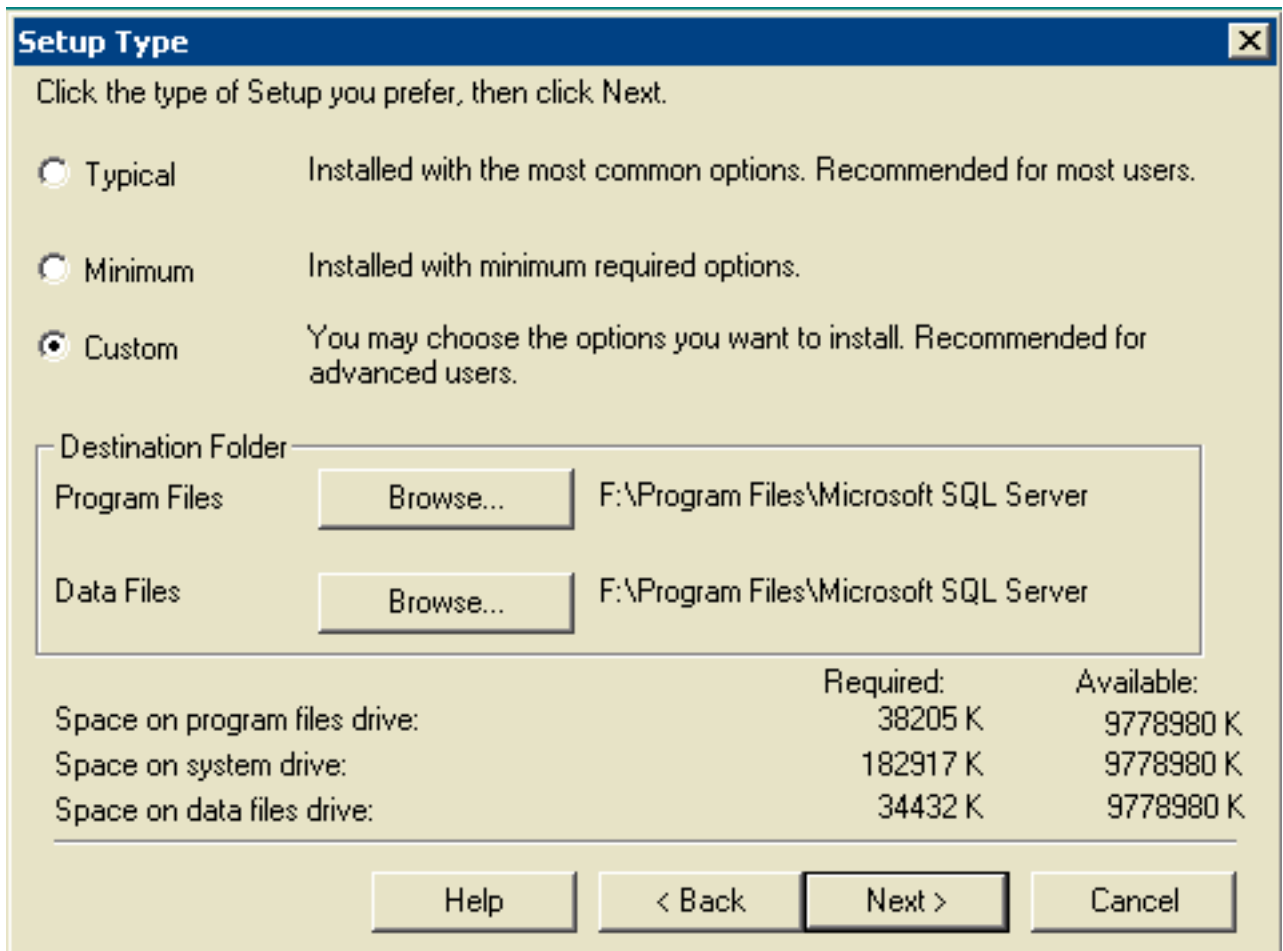 Setup Type
Click the type of Setup you prefer, then click Next.
Typical Installed with the most common options. Recommended for most users.
Minimum Installed with minimum required options.
Custom You may choose the options you want to install. Recommended for
advanced users.
Destination Folder
Program Files Browse... F:\Program Files\Microsoft SQL Server
Data Files Browse... F:\Program Files\Microsoft SQL Server
Required: Available:
Space on program files drive: 38205 K 9778980 K
Space on system drive: 182917 K 9778980 K
Space on data files drive: 34432 K 9778980 K
Help < Back Next > Cancel